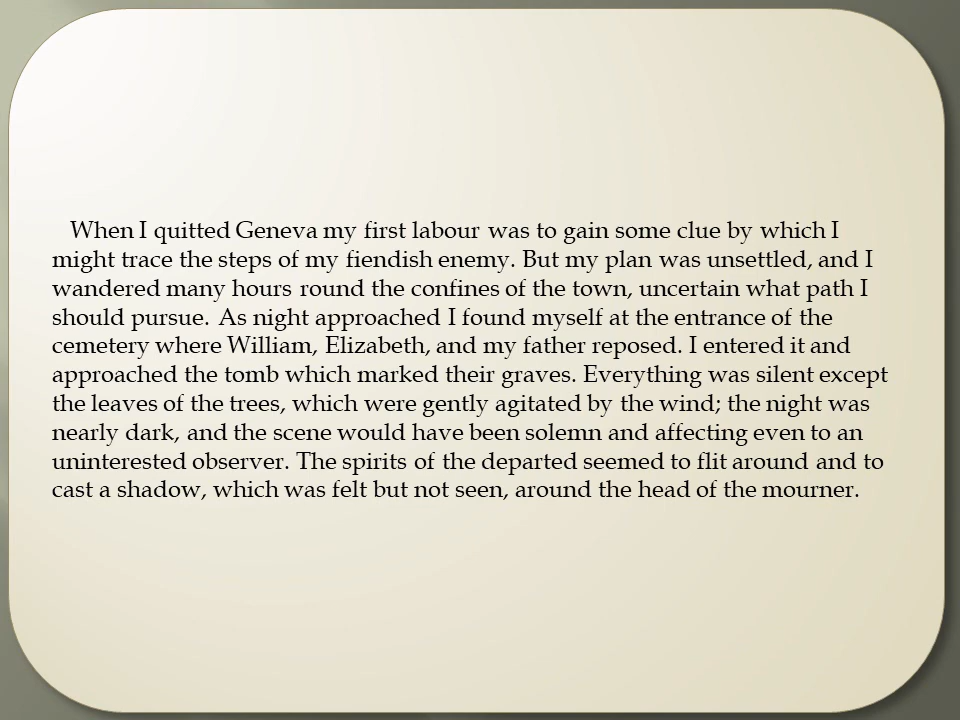 When I quitted Geneva my first labour was to gain some clue by which I
might trace the steps of my fiendish enemy. But my plan was unsettled, and I
wandered many hours round the confines of the town, uncertain what path I
should pursue. As night approached I found myself at the entrance of the
cemetery where William, Elizabeth, and my father reposed. I entered it and
approached the tomb which marked their graves. Everything was silent except
the leaves of the trees, which were gently agitated by the wind; the night was
nearly dark, and the scene would have been solemn and affecting even to an
uninterested observer. The spirits of the departed seemed to flit around and to
cast a shadow, which was felt but not seen, around the head of the mourner.